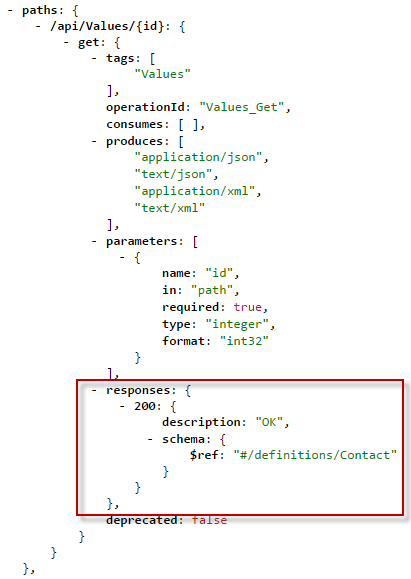 - paths: {
- /api/Values/{id}: {
- get: {
- tags: [
"Values"
],
operationId: "Values_Get",
consumes: [ ],
- produces: [
"application/json",
"text/json",
"application/xml",
"text/xml"
],
- parameters: [
- {
name: "id",
in: "path",
required: true,
type: "integer",
format: "int32"
}
],
- responses: {
- 200: {
description: "OK",
- schema: {
$ref: "#/definitions/Contact"
}
}
},
deprecated: false
}
}
},